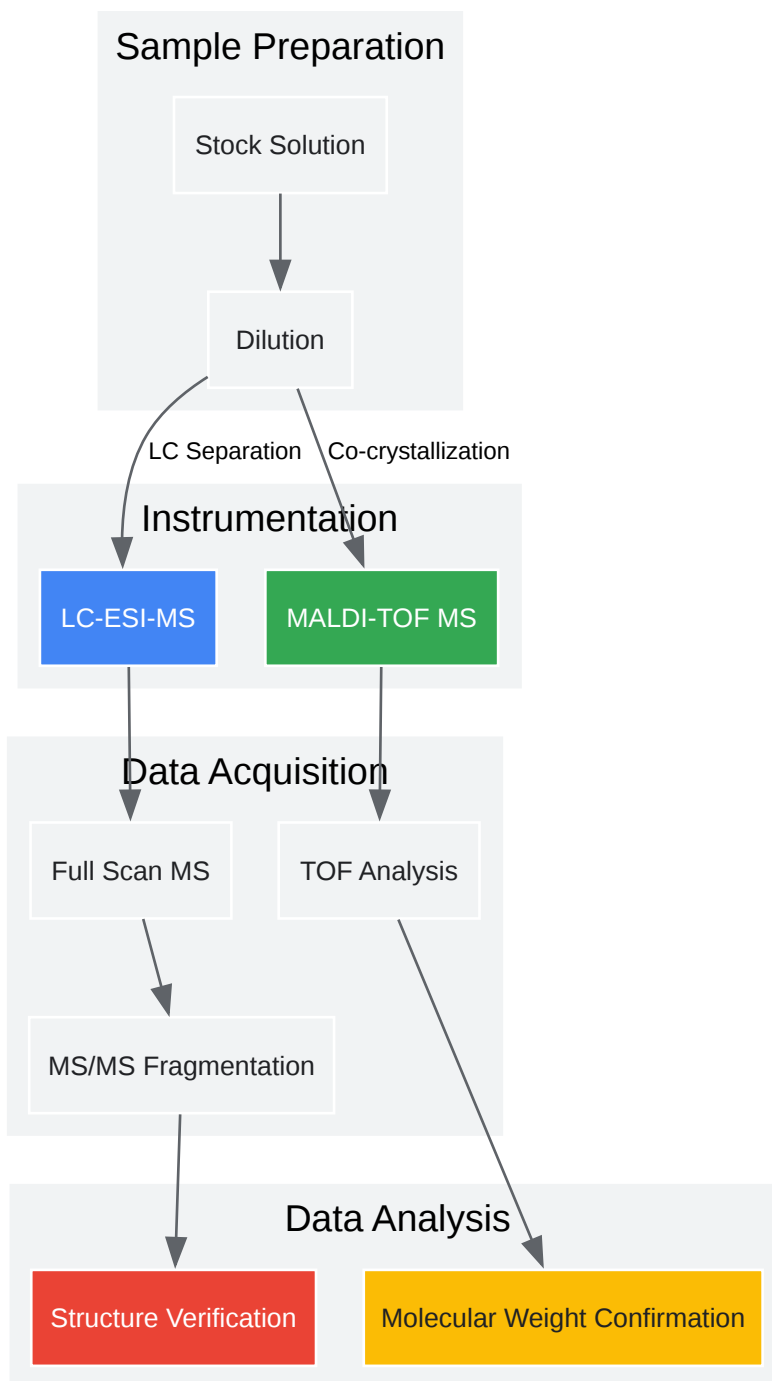 Sample Preparation
Stock Solution
Dilution
LC Separation
Co-crystallization
Instrumentation
LC-ESI-MS
MALDI-TOF MS
Data Acquisition
Full Scan MS
TOF Analysis
MS/MS Fragmentation
Data Analysis
Structure Verification
Molecular Weight Confirmation